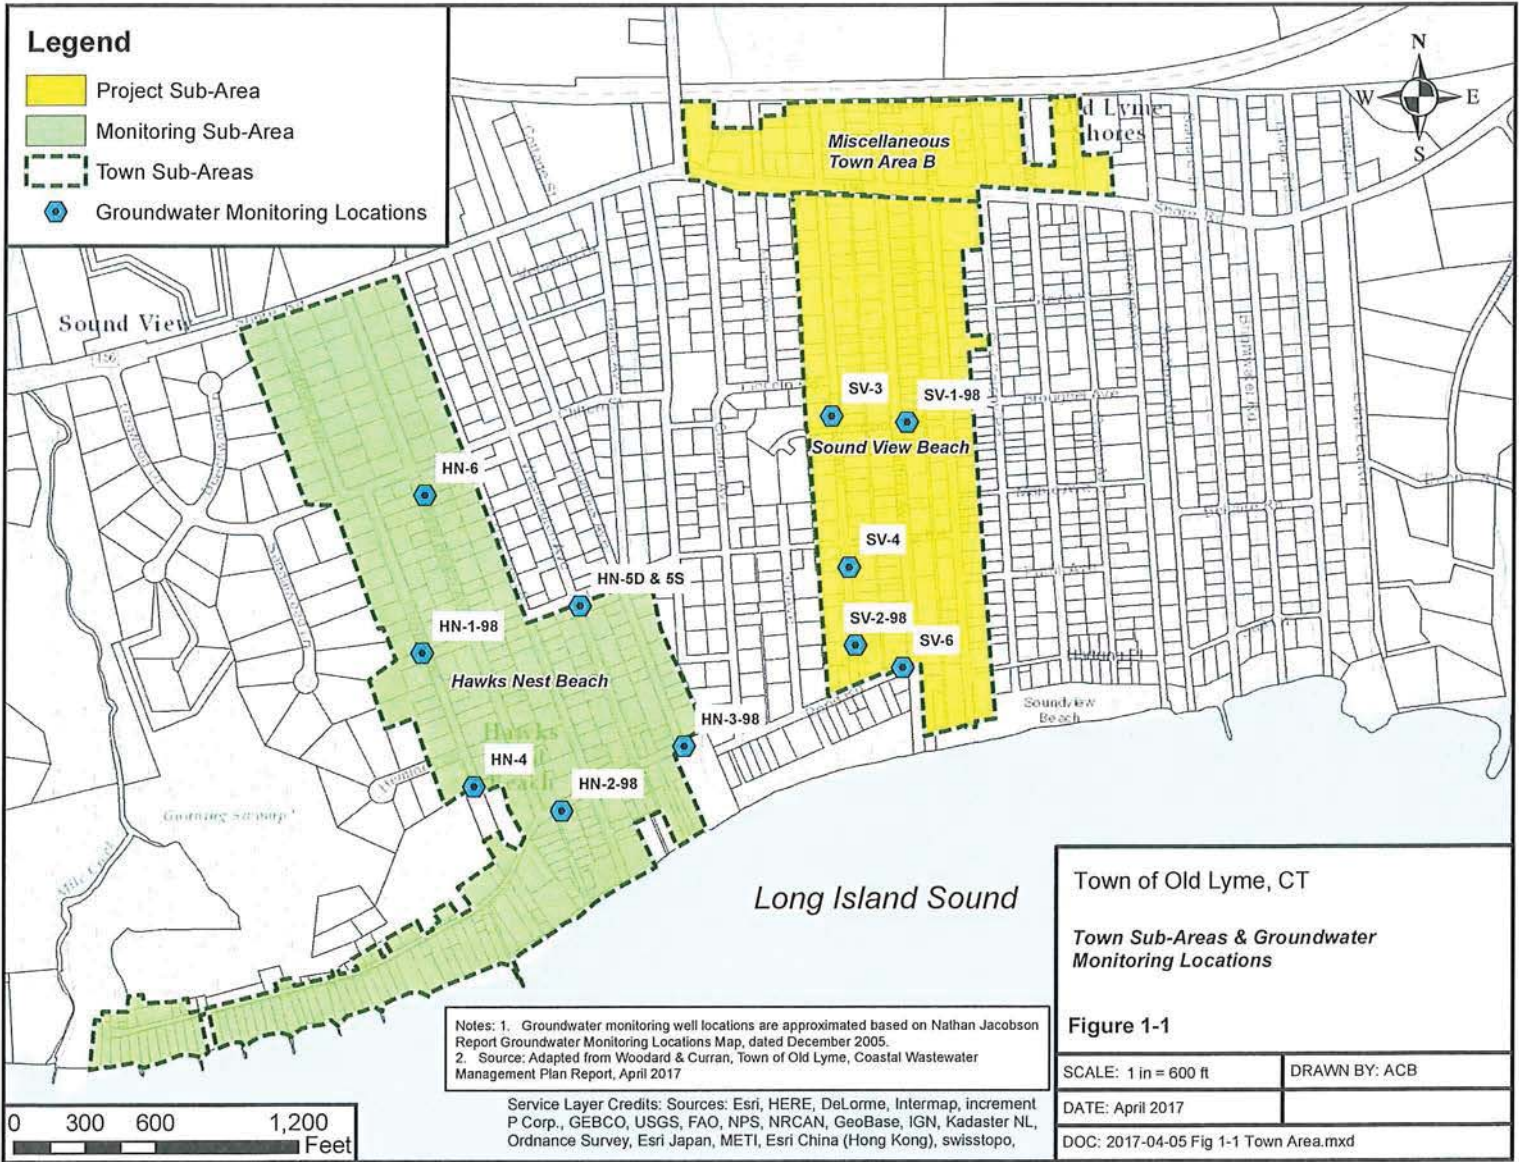 Legend
Project Sub-Area
Monitoring Sub-Area
Town Sub-Areas
Groundwater Monitoring Locations
N
W
E
S
Miscellaneous
Town Area B
d Lyme
hores
Shore Rd
Sound View
156
SV-3
SV-1-98
Sound View Beach
HN-6
SV-4
HN-5D & 5S
HN-1-98
SV-2-98
SV-6
Hawks Nest Beach
HN-3-98
Soundview
Beach
Hawks
HN-4
each
HN-2-98
Mile Creek
Long Island Sound
Town of Old Lyme, CT
Town Sub-Areas & Groundwater
Monitoring Locations
Figure 1-1
SCALE: 1 in = 600 ft
DRAWN BY: ACB
DATE: April 2017
DOC: 2017-04-05 Fig 1-1 Town Area.mxd
Notes: 1. Groundwater monitoring well locations are approximated based on Nathan Jacobson
Report Groundwater Monitoring Locations Map, dated December 2005.
2. Source: Adapted from Woodard & Curran, Town of Old Lyme, Coastal Wastewater
Management Plan Report, April 2017
Service Layer Credits: Sources: Esri, HERE, DeLorme, Intermap, increment
P Corp., GEBCO, USGS, FAO, NPS, NRCAN, GeoBase, IGN, Kadaster NL,
Ordnance Survey, Esri Japan, METI, Esri China (Hong Kong), swisstopo,
0 300 600 1,200
Feet